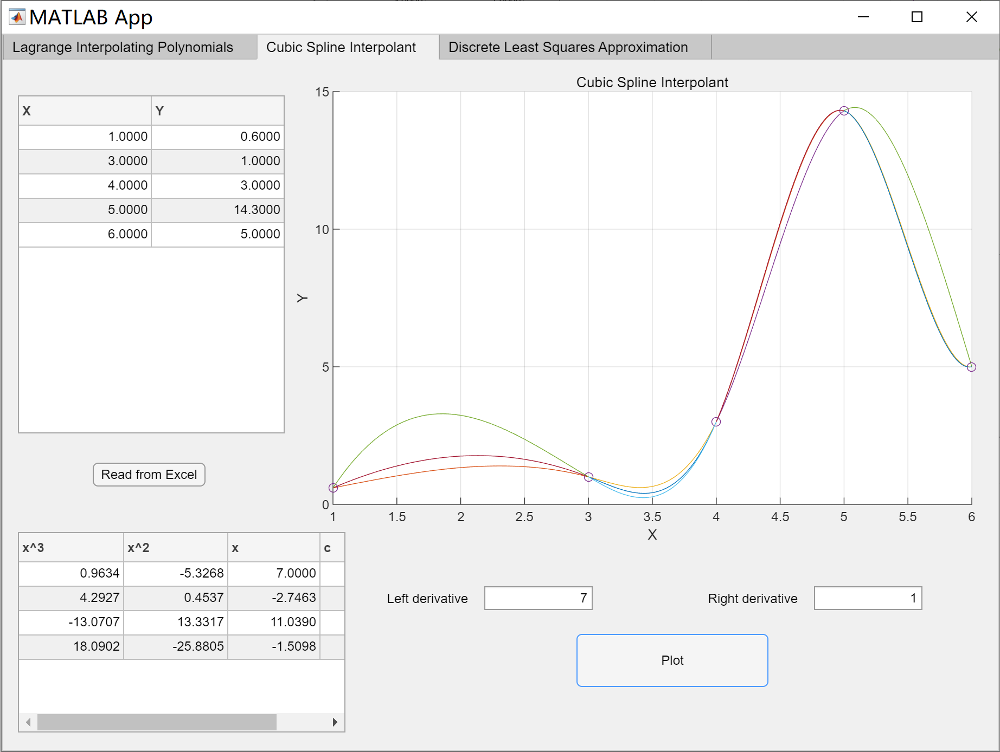 MATLAB App
Lagrange Interpolating Polynomials
Cubic Spline Interpolant
Discrete Least Squares Approximation
X Y
1.0000 0.6000
3.0000 1.0000
4.0000 3.0000
5.0000 14.3000
6.0000 5.0000
Read from Excel
Cubic Spline Interpolant
15
10
5
0
Y
1 1.5 2 2.5 3 3.5 4 4.5 5 5.5 6
X
x^3 x^2 x c
0.9634 -5.3268 7.0000
4.2927 0.4537 -2.7463
-13.0707 13.3317 11.0390
18.0902 -25.8805 -1.5098
Left derivative 7
Right derivative 1
Plot